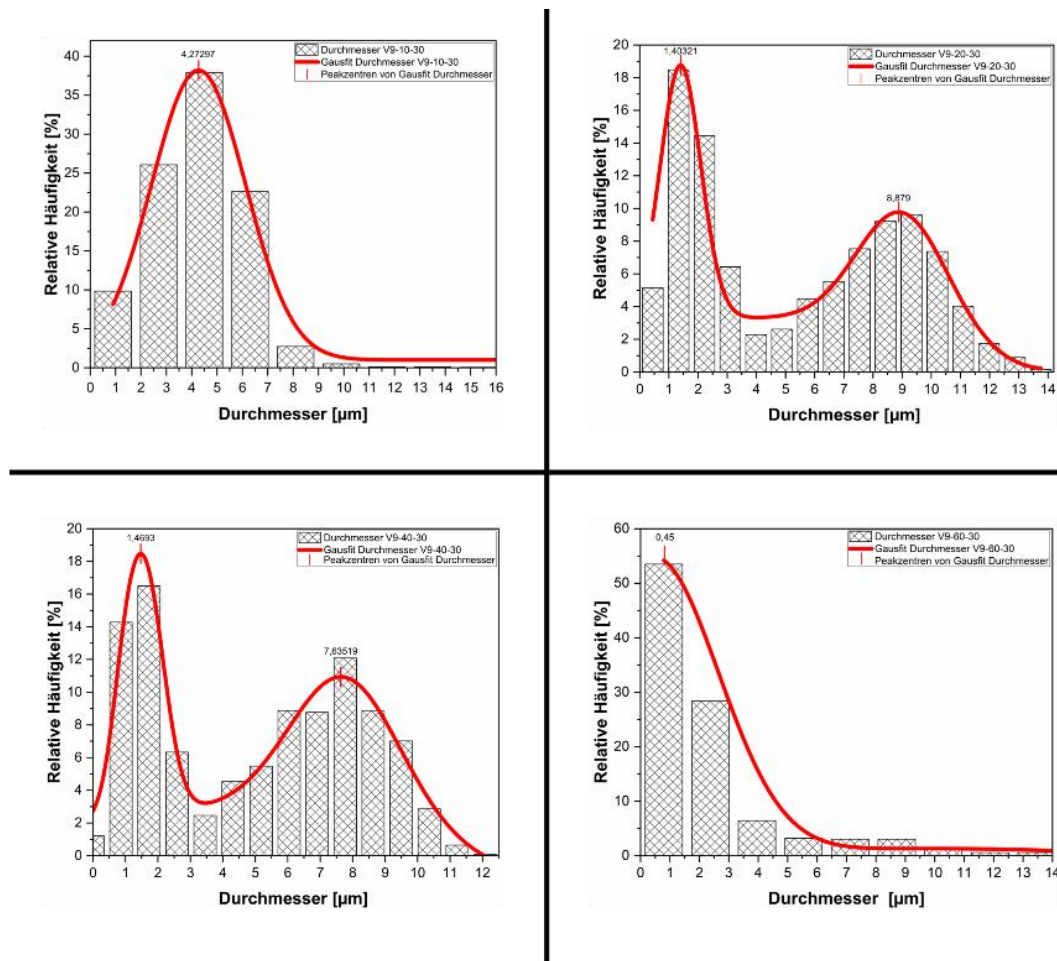 4,27297
Durchmesser V9-10-30
Gausfit Durchmesser V9-10-30
Peakzentren von Gausfit Durchmesser
Relative Häufigkeit [%]
40
35
30
25
20
15
10
5
0
0 1 2 3 4 5 6 7 8 9 10 11 12 13 14 15 16
Durchmesser [µm]
1,40321
Durchmesser V9-20-30
Gausfit Durchmesser V9-20-30
Peakzentren von Gausfit Durchmesser
8,879
Relative Häufigkeit [%]
20
18
16
14
12
10
8
6
4
2
0
0 1 2 3 4 5 6 7 8 9 10 11 12 13 14
Durchmesser [µm]
1,4693
Durchmesser V9-40-30
Gausfit Durchmesser V9-40-30
Peakzentren von Gausfit Durchmesser
7,63519
Relative Häufigkeit [%]
20
18
16
14
12
10
8
6
4
2
0
0 1 2 3 4 5 6 7 8 9 10 11 12
Durchmesser [µm]
0,45
Durchmesser V9-60-30
Gausfit Durchmesser V9-60-30
Peakzentren von Gausfit Durchmesser
Relative Häufigkeit [%]
60
50
40
30
20
10
0
0 1 2 3 4 5 6 7 8 9 10 11 12 13 14
Durchmesser [µm]